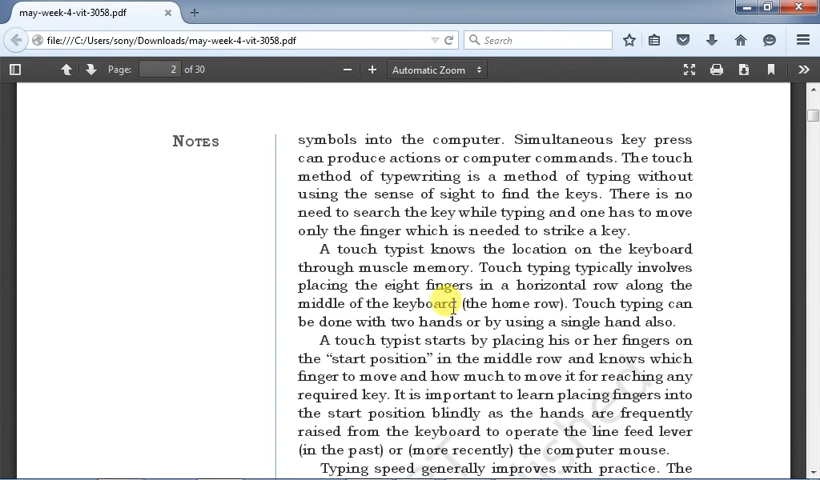 may-week-4-vit-3058.pdf
file:///C:/Users/sony/Downloads/may-week-4-vit-3058.pdf
Search
Page: 2 of 30
Automatic Zoom
NOTES
symbols into the computer. Simultaneous key press
can produce actions or computer commands. The touch
method of typewriting is a method of typing without
using the sense of sight to find the keys. There is no
need to search the key while typing and one has to move
only the finger which is needed to strike a key.
A touch typist knows the location on the keyboard
through muscle memory. Touch typing typically involves
placing the eight fingers in a horizontal row along the
middle of the keyboard (the home row). Touch typing can
be done with two hands or by using a single hand also.
A touch typist starts by placing his or her fingers on
the “start position” in the middle row and knows which
finger to move and how much to move it for reaching any
required key. It is important to learn placing fingers into
the start position blindly as the hands are frequently
raised from the keyboard to operate the line feed lever
(in the past) or (more recently) the computer mouse.
Typing speed generally improves with practice. The